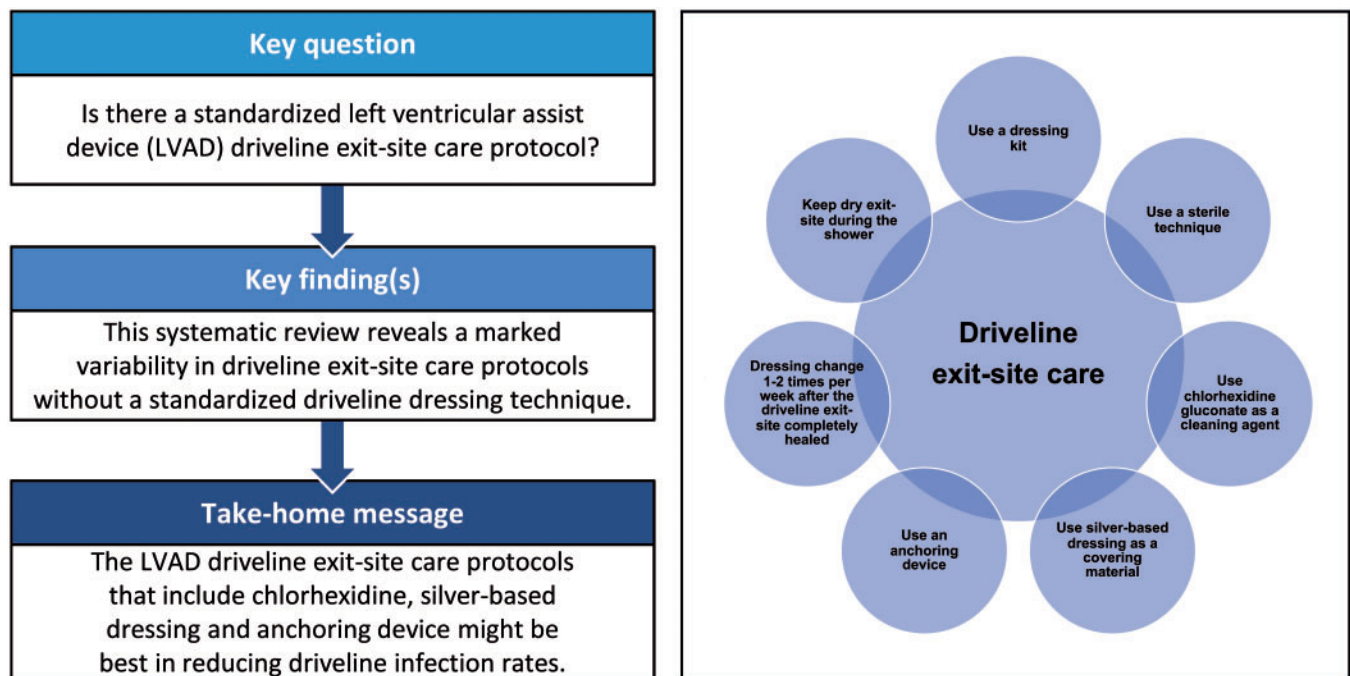 Key question
Is there a standardized left ventricular assist
device (LVAD) driveline exit-site care protocol?
Key finding(s)
This systematic review reveals a marked
variability in driveline exit-site care protocols
without a standardized driveline dressing technique.
Take-home message
The LVAD driveline exit-site care protocols
that include chlorhexidine, silver-based
dressing and anchoring device might be
best in reducing driveline infection rates.
Use a dressing
kit
Use a sterile
technique
Use
chlorhexidine
gluconate as a
cleaning agent
Use silver-based
dressing as a
covering
material
Use an
anchoring
device
Dressing change
1-2 times per
week after the
driveline exit-
site completely
healed
Keep dry exit-
site during the
shower
Driveline
exit-site care